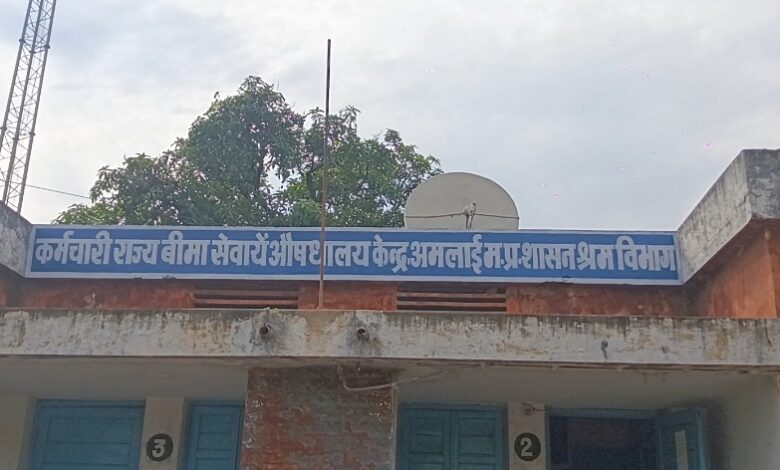 कर्मचारी राज्य बीमा सेवायें औषधालय केन्द्र अमलाई म.प्र. शासन श्रम विभाग
3
2